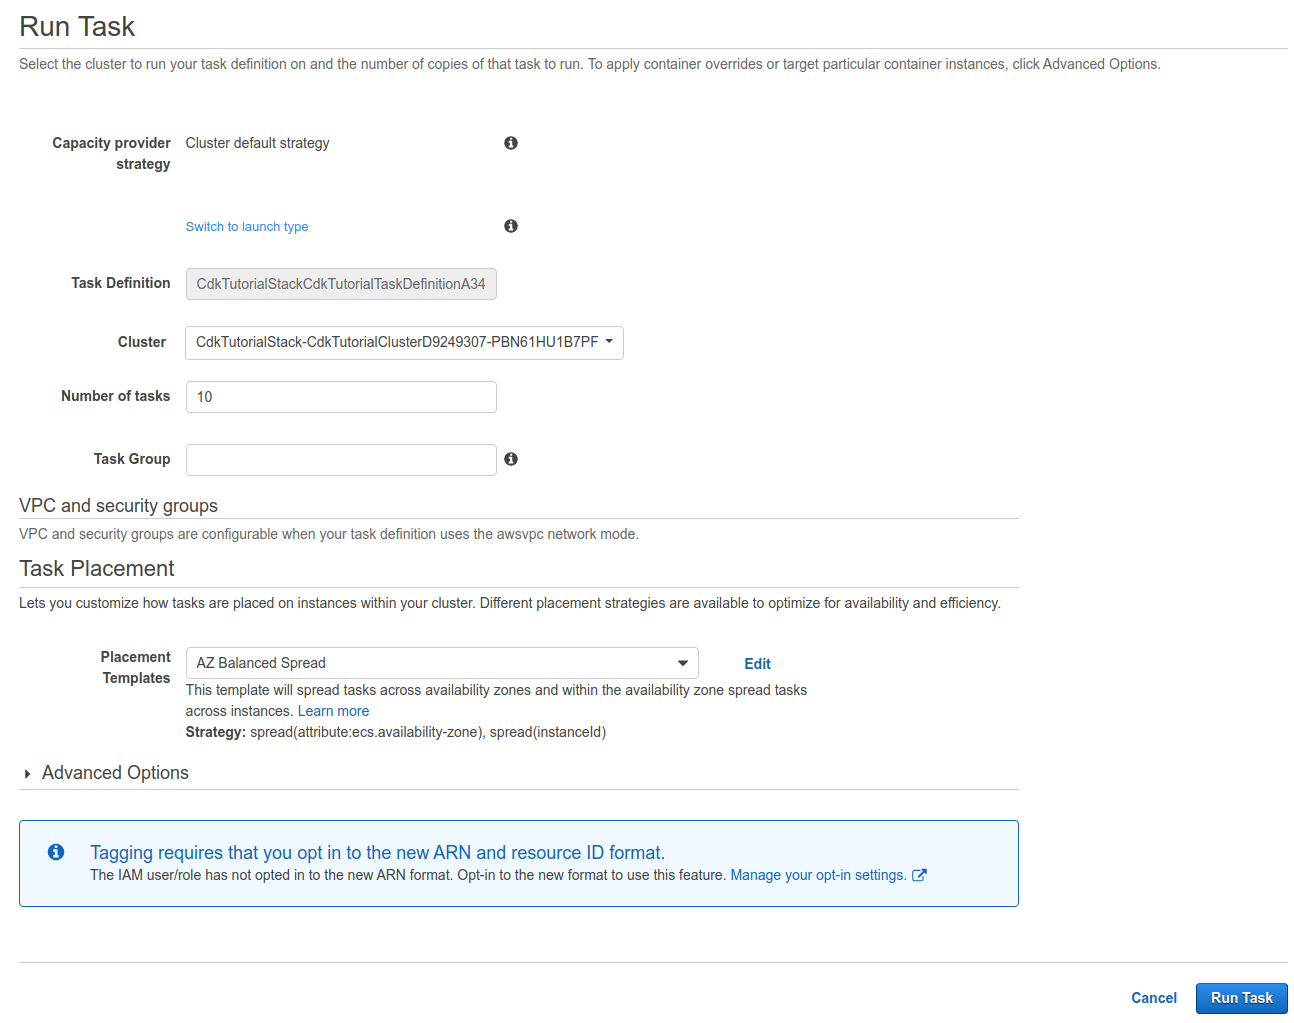 Run Task
Select the cluster to run your task definition on and the number of copies of that task to run. To apply container overrides or target particular container instances, click Advanced Options.
Capacity provider
strategy
Cluster default strategy
Switch to launch type
Task Definition
CdkTutorialStackCdkTutorialTaskDefinitionA34
Cluster
CdkTutorialStack-CdkTutorialClusterD9249307-PBN61HU1B7PF
Number of tasks
10
Task Group
VPC and security groups
VPC and security groups are configurable when your task definition uses the awsvpc network mode.
Task Placement
Lets you customize how tasks are placed on instances within your cluster. Different placement strategies are available to optimize for availability and efficiency.
Placement
Templates
AZ Balanced Spread
Edit
This template will spread tasks across availability zones and within the availability zone spread tasks
across instances. Learn more
Strategy: spread(attribute:ecs.availability-zone), spread(instanceId)
Advanced Options
Tagging requires that you opt in to the new ARN and resource ID format.
The IAM user/role has not opted in to the new ARN format. Opt-in to the new format to use this feature. Manage your opt-in settings.
Cancel
Run Task